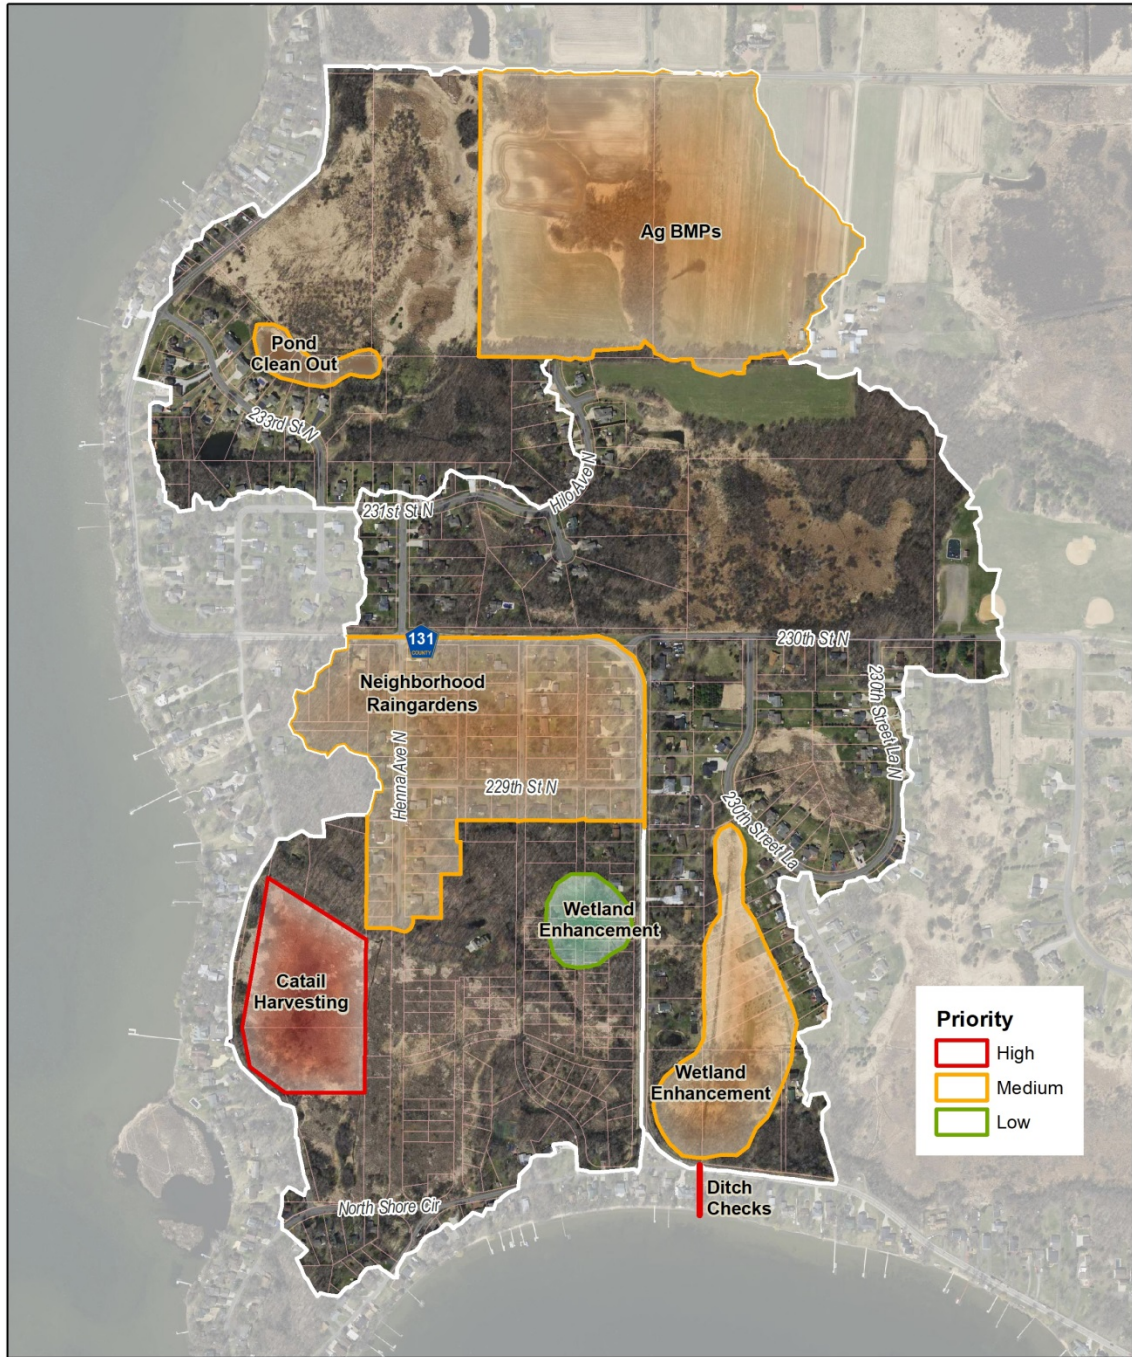 Ag BMPs
Pond
Clean Out
233rd St N
Hilo Ave N
231st St N
131
COUNTY
230th St N
Neighborhood
Raingardens
230th Street La N
Henna Ave N
229th St N
230th Street La
Wetland
Enhancement
Catail
Harvesting
Priority
High
Medium
Low
Wetland
Enhancement
Ditch
Checks
North Shore Cir